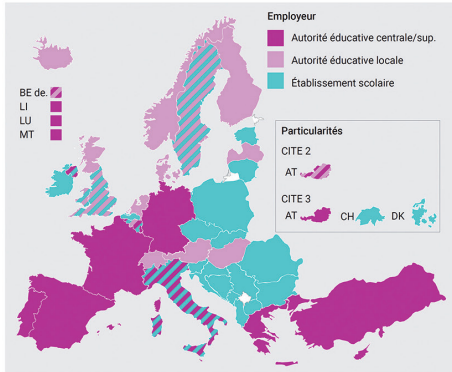 Employeur
Autorité éducative centrale/sup.
Autorité éducative locale
Établissement scolaire
BE de.
LI
LU
MT
Particularités
CITE 2
AT
CITE 3
AT CH DK